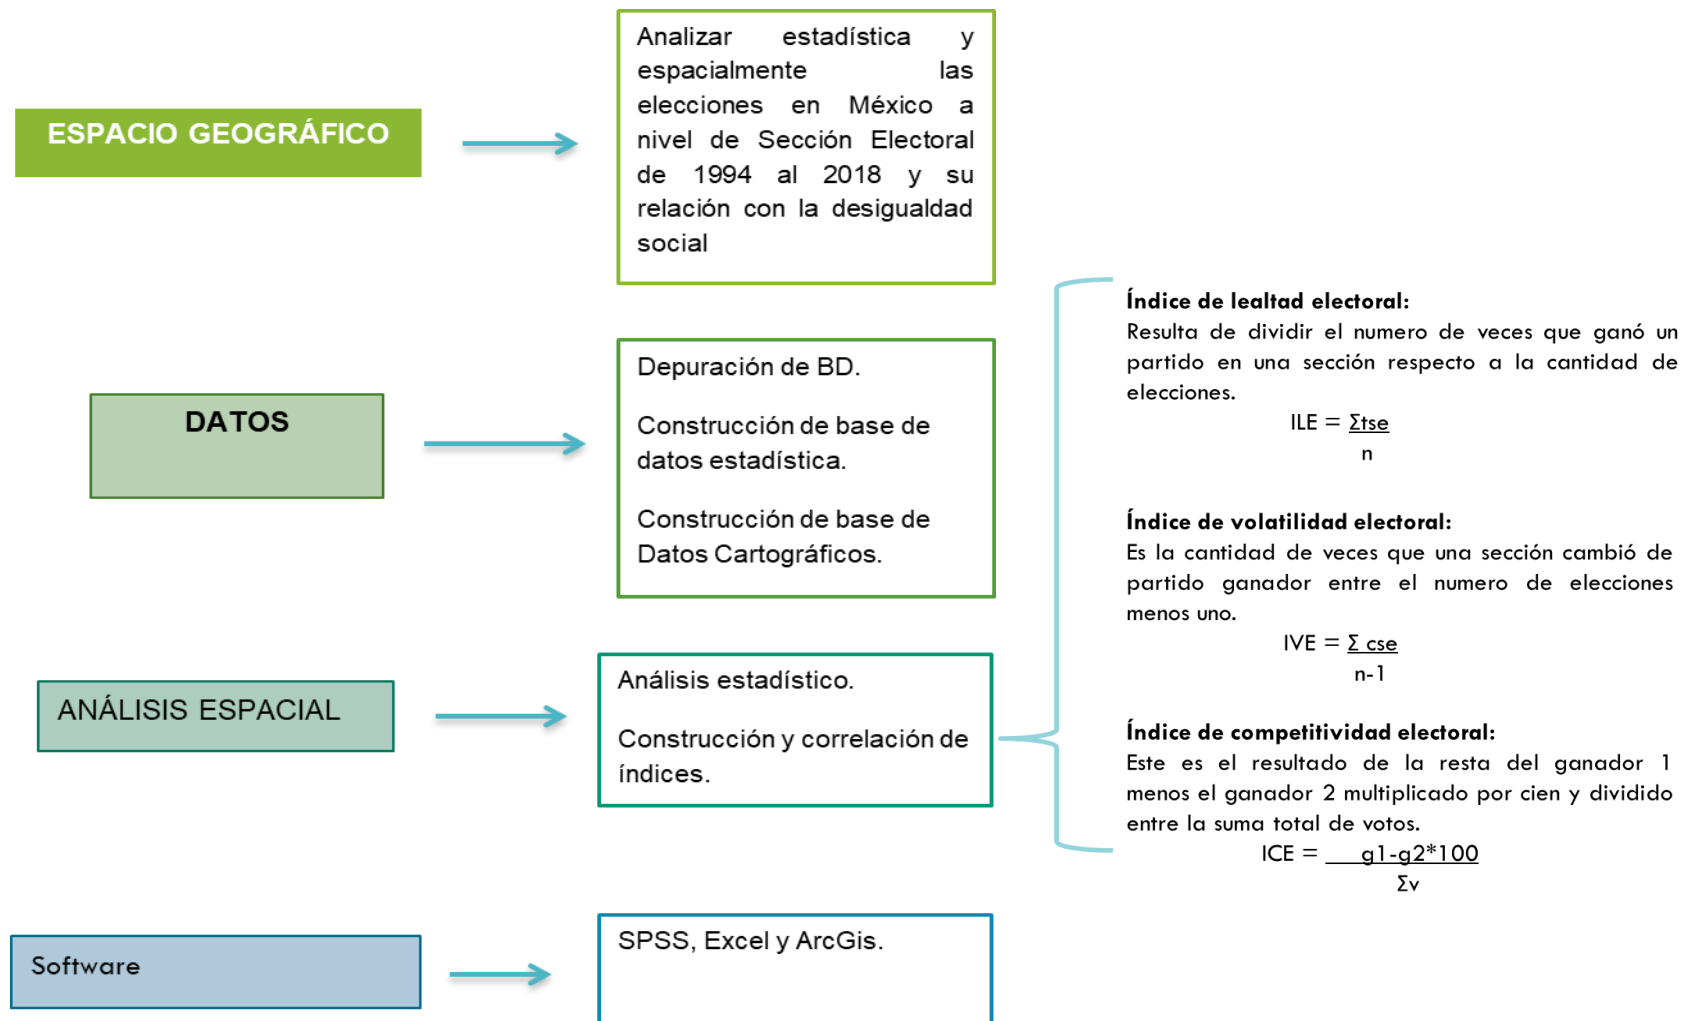 ESPACIO GEOGRÁFICO
Analizar estadística y
espacialmente las
elecciones en México a
nivel de Sección Electoral
de 1994 al 2018 y su
relación con la desigualdad
social
DATOS
Depuración de BD.
Construcción de base de
datos estadística.
Construcción de base de
Datos Cartográficos.
ANÁLISIS ESPACIAL
Análisis estadístico.
Construcción y correlación de
índices.
Índice de lealtad electoral:
Resulta de dividir el numero de veces que ganó un
partido en una sección respecto a la cantidad de
elecciones.
ILE = Σtse
n
Índice de volatilidad electoral:
Es la cantidad de veces que una sección cambió de
partido ganador entre el numero de elecciones
menos uno.
IVE = Σ cse
n-1
Índice de competitividad electoral:
Este es el resultado de la resta del ganador 1
menos el ganador 2 multiplicado por cien y dividido
entre la suma total de votos.
ICE = g1-g2*100
Σv
Software
SPSS, Excel y ArcGis.